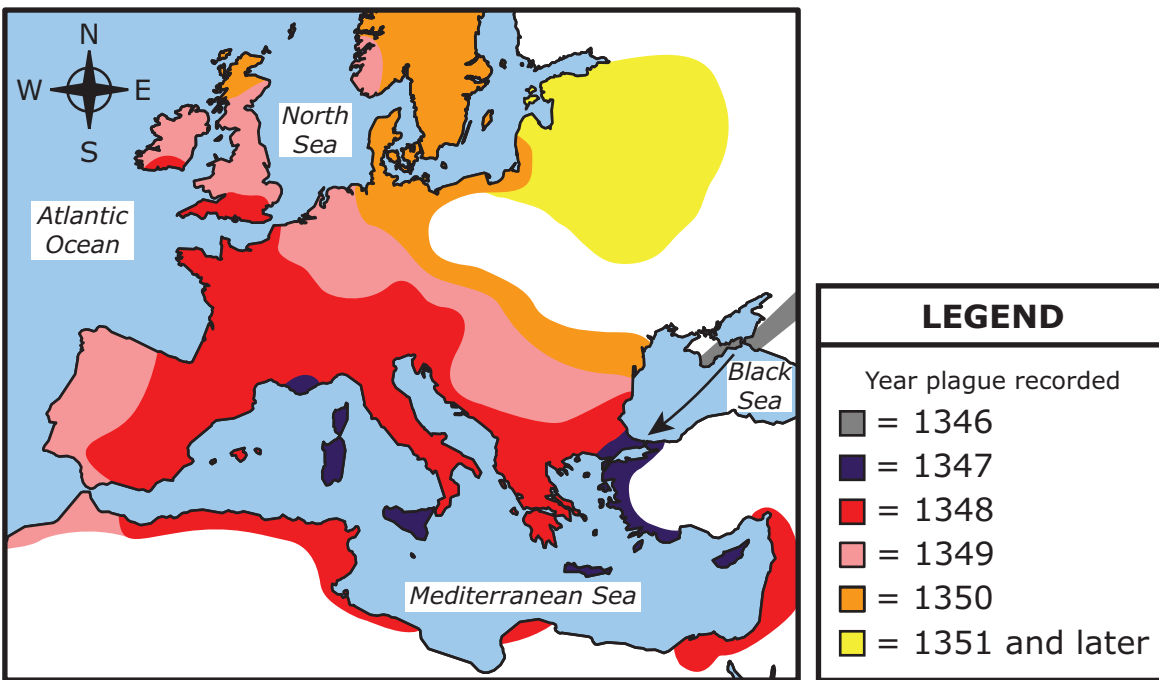 N
W E
S
North
Sea
Atlantic
Ocean
Black
Sea
Mediterranean Sea
LEGEND
Year plague recorded
= 1346
= 1347
= 1348
= 1349
= 1350
= 1351 and later